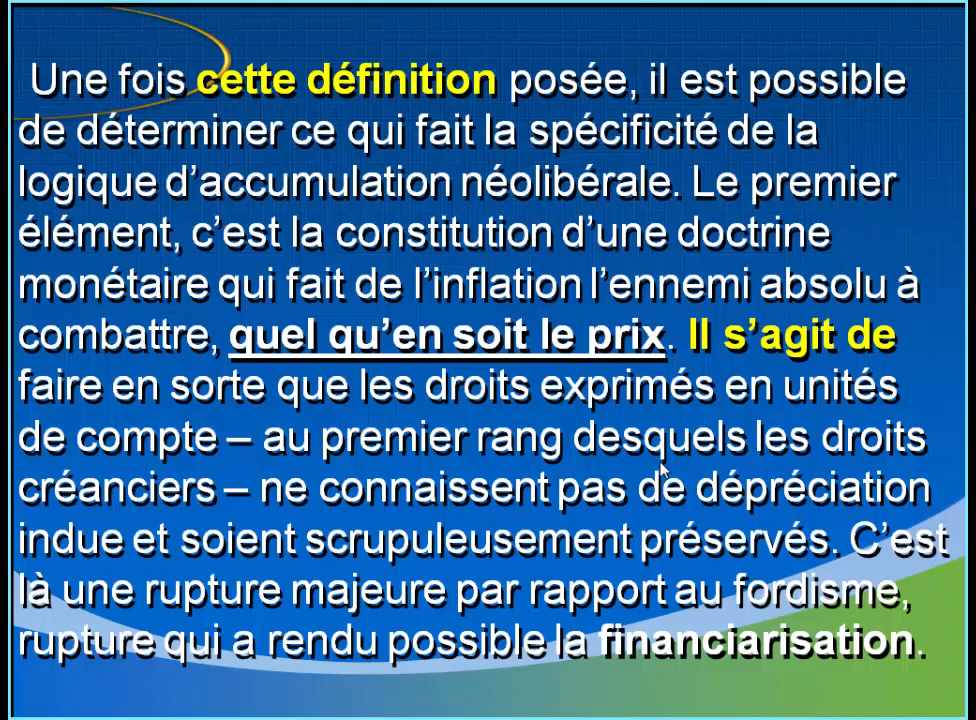 Une fois cette définition posée, il est possible
de déterminer ce qui fait la spécificité de la
logique d’accumulation néolibérale. Le premier
élément, c’est la constitution d’une doctrine
monétaire qui fait de l’inflation l’ennemi absolu à
combattre, quel qu’en soit le prix. Il s’agit de
faire en sorte que les droits exprimés en unités
de compte – au premier rang desquels les droits
créanciers – ne connaissent pas de dépréciation
indue et soient scrupuleusement préservés. C’est
là une rupture majeure par rapport au fordisme,
rupture qui a rendu possible la financiarisation.